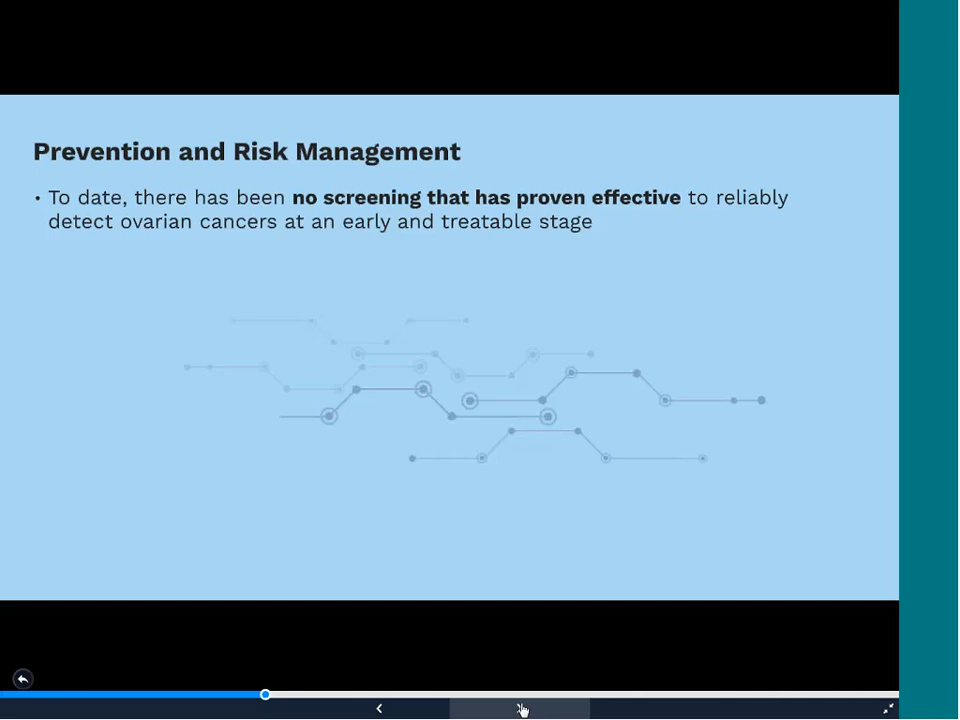 Prevention and Risk Management
• To date, there has been no screening that has proven effective to reliably
detect ovarian cancers at an early and treatable stage